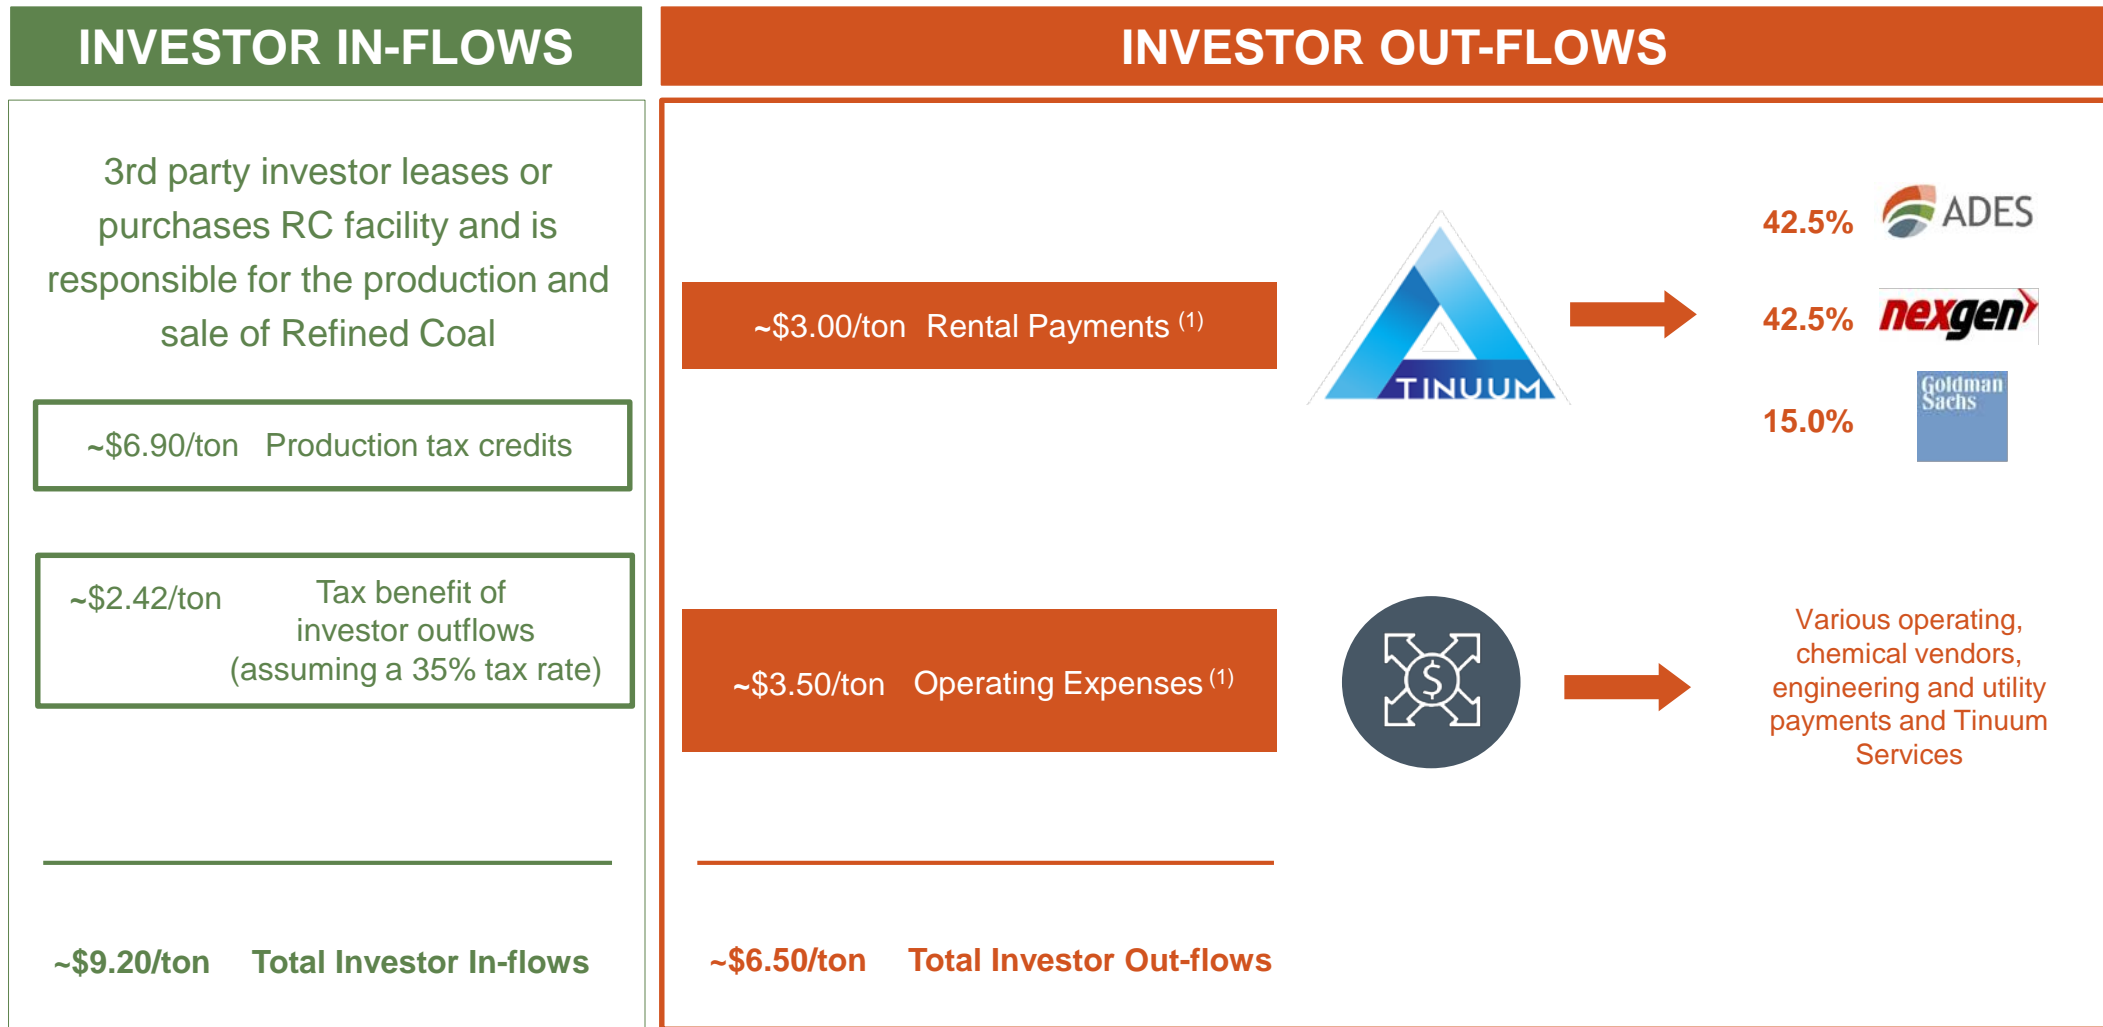 INVESTOR IN-FLOWS
3rd party investor leases or
purchases RC facility and is
responsible for the production and
sale of Refined Coal
~$6.90/ton Production tax credits
~$2.42/ton Tax benefit of
investor outflows
(assuming a 35% tax rate)
~$9.20/ton Total Investor In-flows
INVESTOR OUT-FLOWS
~$3.00/ton Rental Payments (1)
TINUUM
42.5% ADES
42.5% nexgen
15.0% Goldman
Sachs
~$3.50/ton Operating Expenses (1)
$
Various operating,
chemical vendors,
engineering and utility
payments and Tinuum
Services
~$6.50/ton Total Investor Out-flows